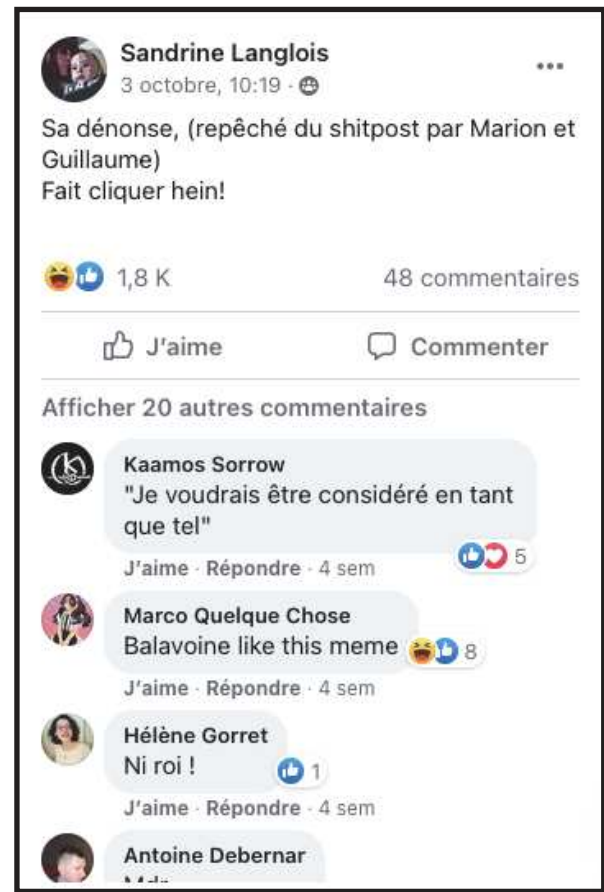 Sandrine Langlois
3 octobre, 10:19 ·
Sa dénonse, (repêché du shitpost par Marion et
Guillaume)
Fait cliquer hein!
1,8 K 48 commentaires
J'aime Commenter
Afficher 20 autres commentaires
Kaamos Sorrow
"Je voudrais être considéré en tant
que tel"
5
J'aime · Répondre · 4 sem
Marco Quelque Chose
Balavoine like this meme 8
J'aime · Répondre · 4 sem
Hélène Gorret
Ni roi ! 1
J'aime · Répondre · 4 sem
Antoine Debernar